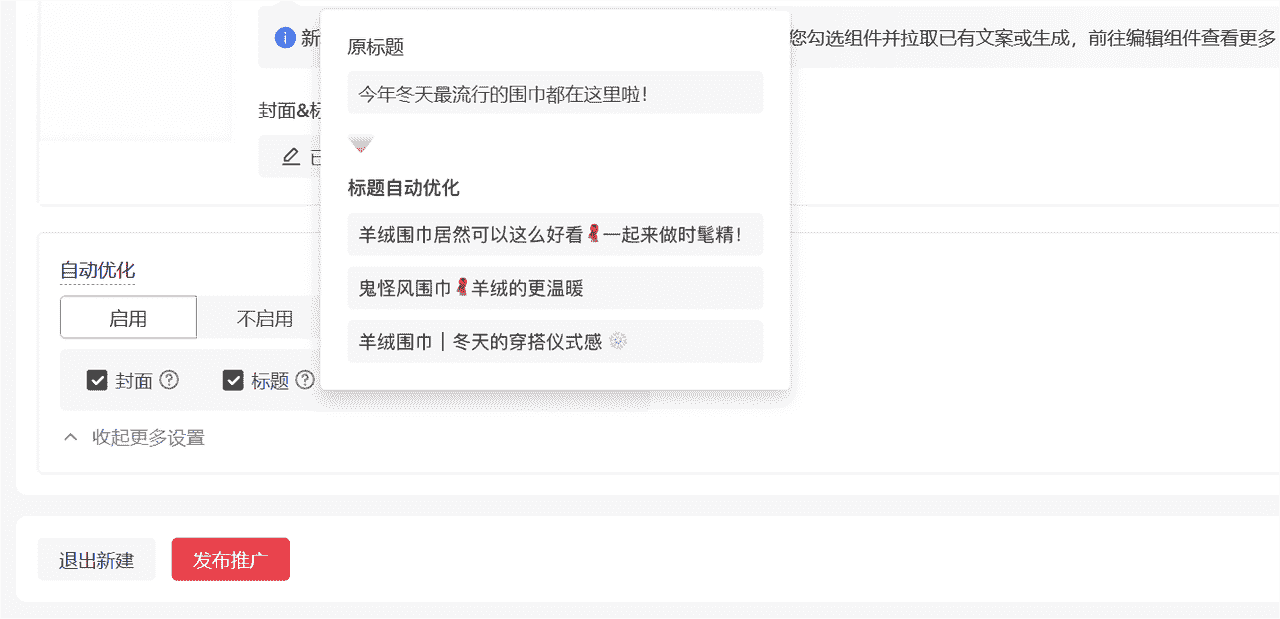 新
您勾选组件并拉取已有文案或生成，前往编辑组件查看更多
原标题
今年冬天最流行的围巾都在这里啦！
封面&标
标题自动优化
羊绒围巾居然可以这么好看🧣一起来做时髦精！
鬼怪风围巾🧣羊绒的更温暖
羊绒围巾｜冬天的穿搭仪式感
自动优化
启用
不启用
封面
标题
收起更多设置
退出新建
发布推广